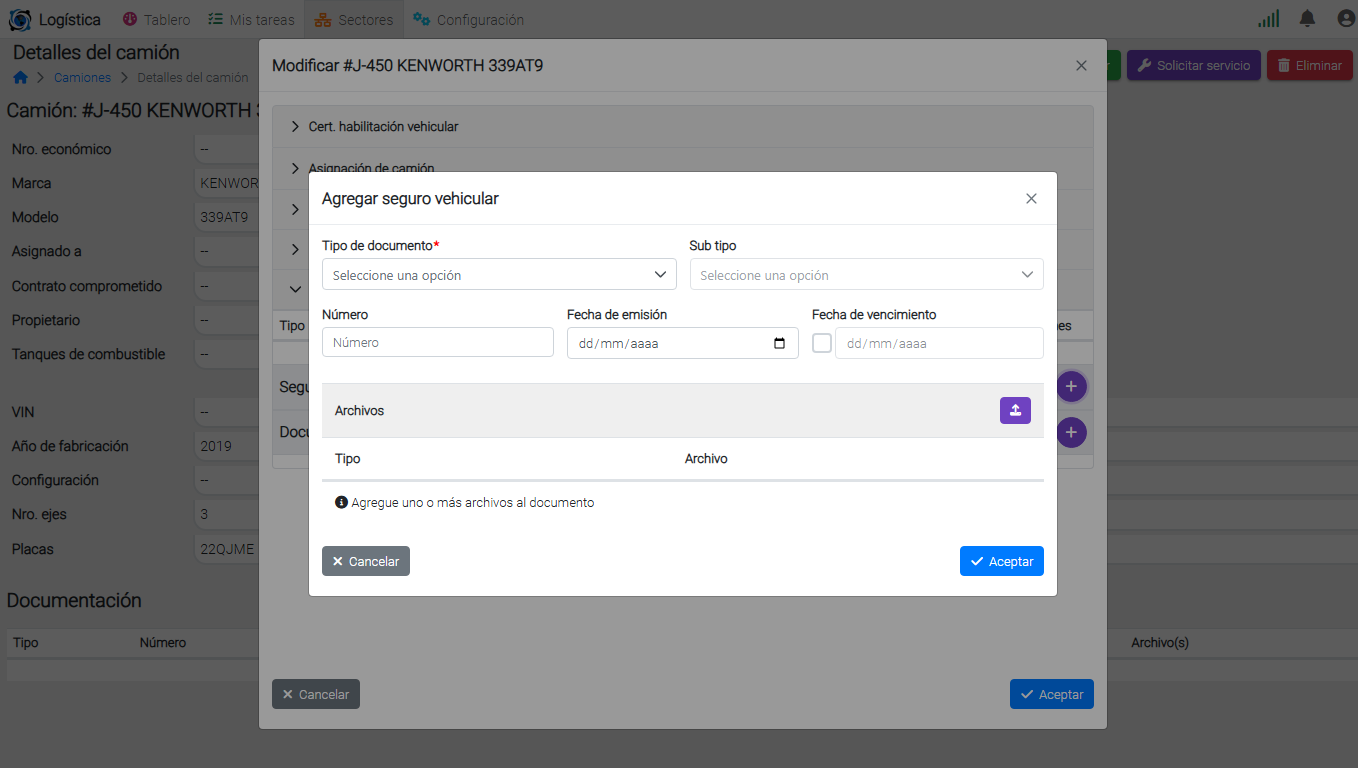 Logística Tablero Mis tareas Sectores Configuración
Detalles del camión
Camiones Detalles del camión
Solicitar servicio Eliminar
Camión: #J-450 KENWORTH
Nro. económico --
Marca KENWOR
Modelo 339AT9
Asignado a --
Contrato comprometido --
Propietario --
Tanques de combustible --
VIN --
Año de fabricación 2019
Configuración --
Nro. ejes 3
Placas 22QJME
Documentación
Tipo Número Archivo(s)
Modificar #J-450 KENWORTH 339AT9
Cert. habilitación vehicular
Asignación de camión
Tipo
Segu
Docu
Cancelar Aceptar
Agregar seguro vehicular
Tipo de documento* Sub tipo
Seleccione una opción Seleccione una opción
Número Fecha de emisión Fecha de vencimiento
Número dd/mm/aaaa dd/mm/aaaa
Archivos
Tipo Archivo
Agregue uno o más archivos al documento
Cancelar Aceptar